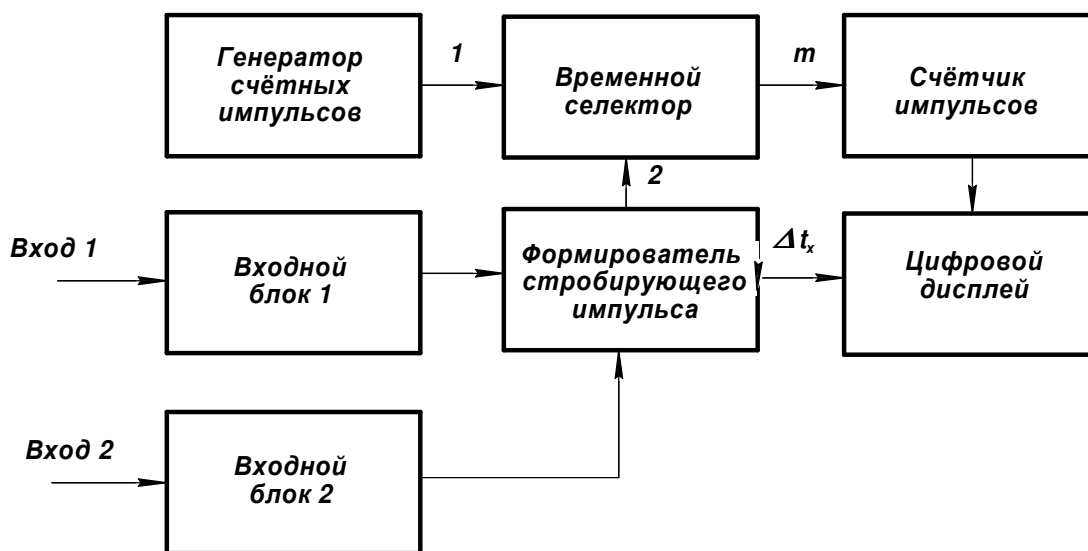 Генератор
счётных
импульсов
1
Временной
селектор
m
Счётчик
импульсов
2
Вход 1
Входной
блок 1
Формирователь
стробирующего
импульса
Δtx
Цифровой
дисплей
Вход 2
Входной
блок 2